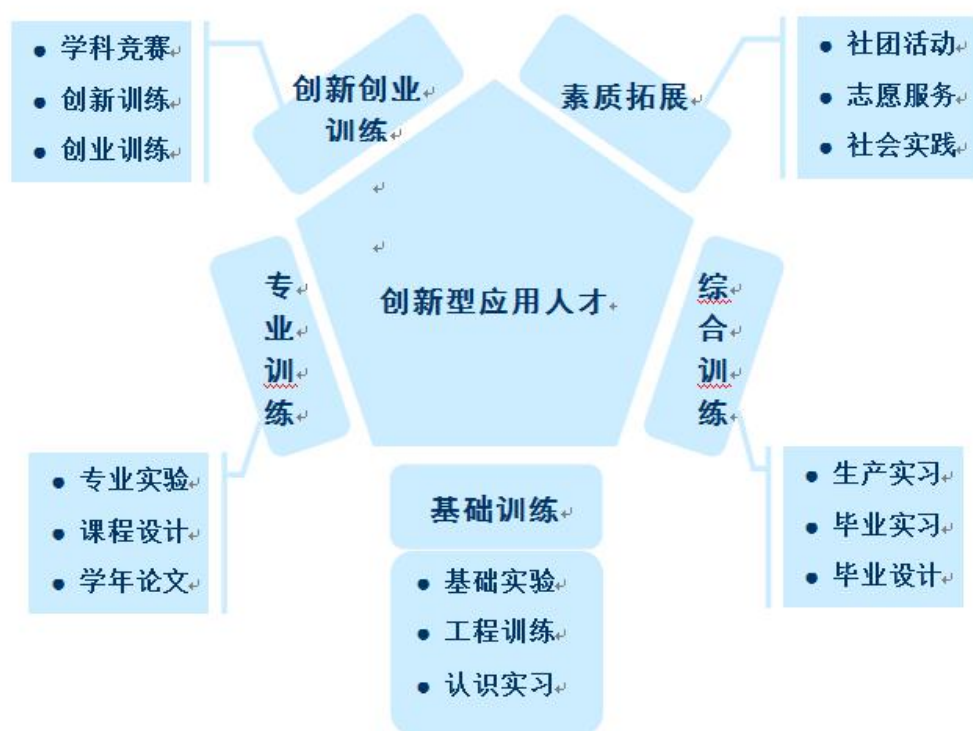 学科竞赛
创新训练
创业训练
创新创业
训练
素质拓展
社团活动
志愿服务
社会实践
专业训练
创新型应用人才
综合训练
专业实验
课程设计
学年论文
基础训练
基础实验
工程训练
认识实习
生产实习
毕业实习
毕业设计